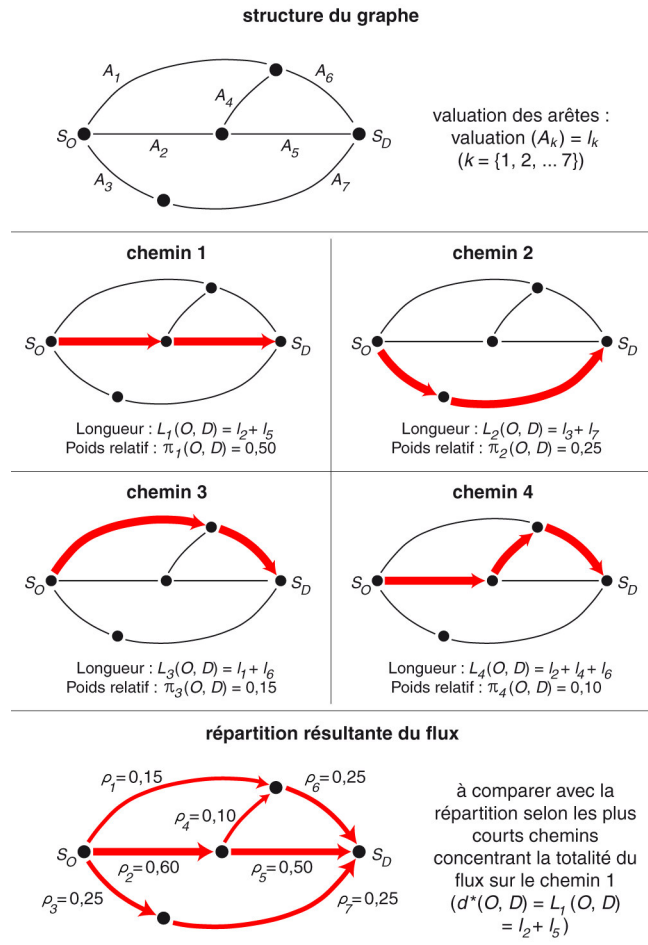 structure du graphe
A1
A6
A4
SO
A2
A5
SD
A3
A7
valuation des arêtes :
valuation (Ak) = lk
(k = {1, 2, ... 7})
chemin 1
SO
SD
Longueur : L1(O, D) = l2+ l5
Poids relatif : π1(O, D) = 0,50
chemin 2
SO
SD
Longueur : L2(O, D) = l3+ l7
Poids relatif : π2(O, D) = 0,25
chemin 3
SO
SD
Longueur : L3(O, D) = l1+ l6
Poids relatif : π3(O, D) = 0,15
chemin 4
SO
SD
Longueur : L4(O, D) = l2+ l4+ l6
Poids relatif : π4(O, D) = 0,10
répartition résultante du flux
ρ1= 0,15
ρ6= 0,25
ρ4= 0,10
SO
ρ2= 0,60
ρ5= 0,50
SD
ρ3= 0,25
ρ7= 0,25
à comparer avec la
répartition selon les plus
courts chemins
concentrant la totalité du
flux sur le chemin 1
(d*(O, D) = L1 (O, D)
= l2+ l5)